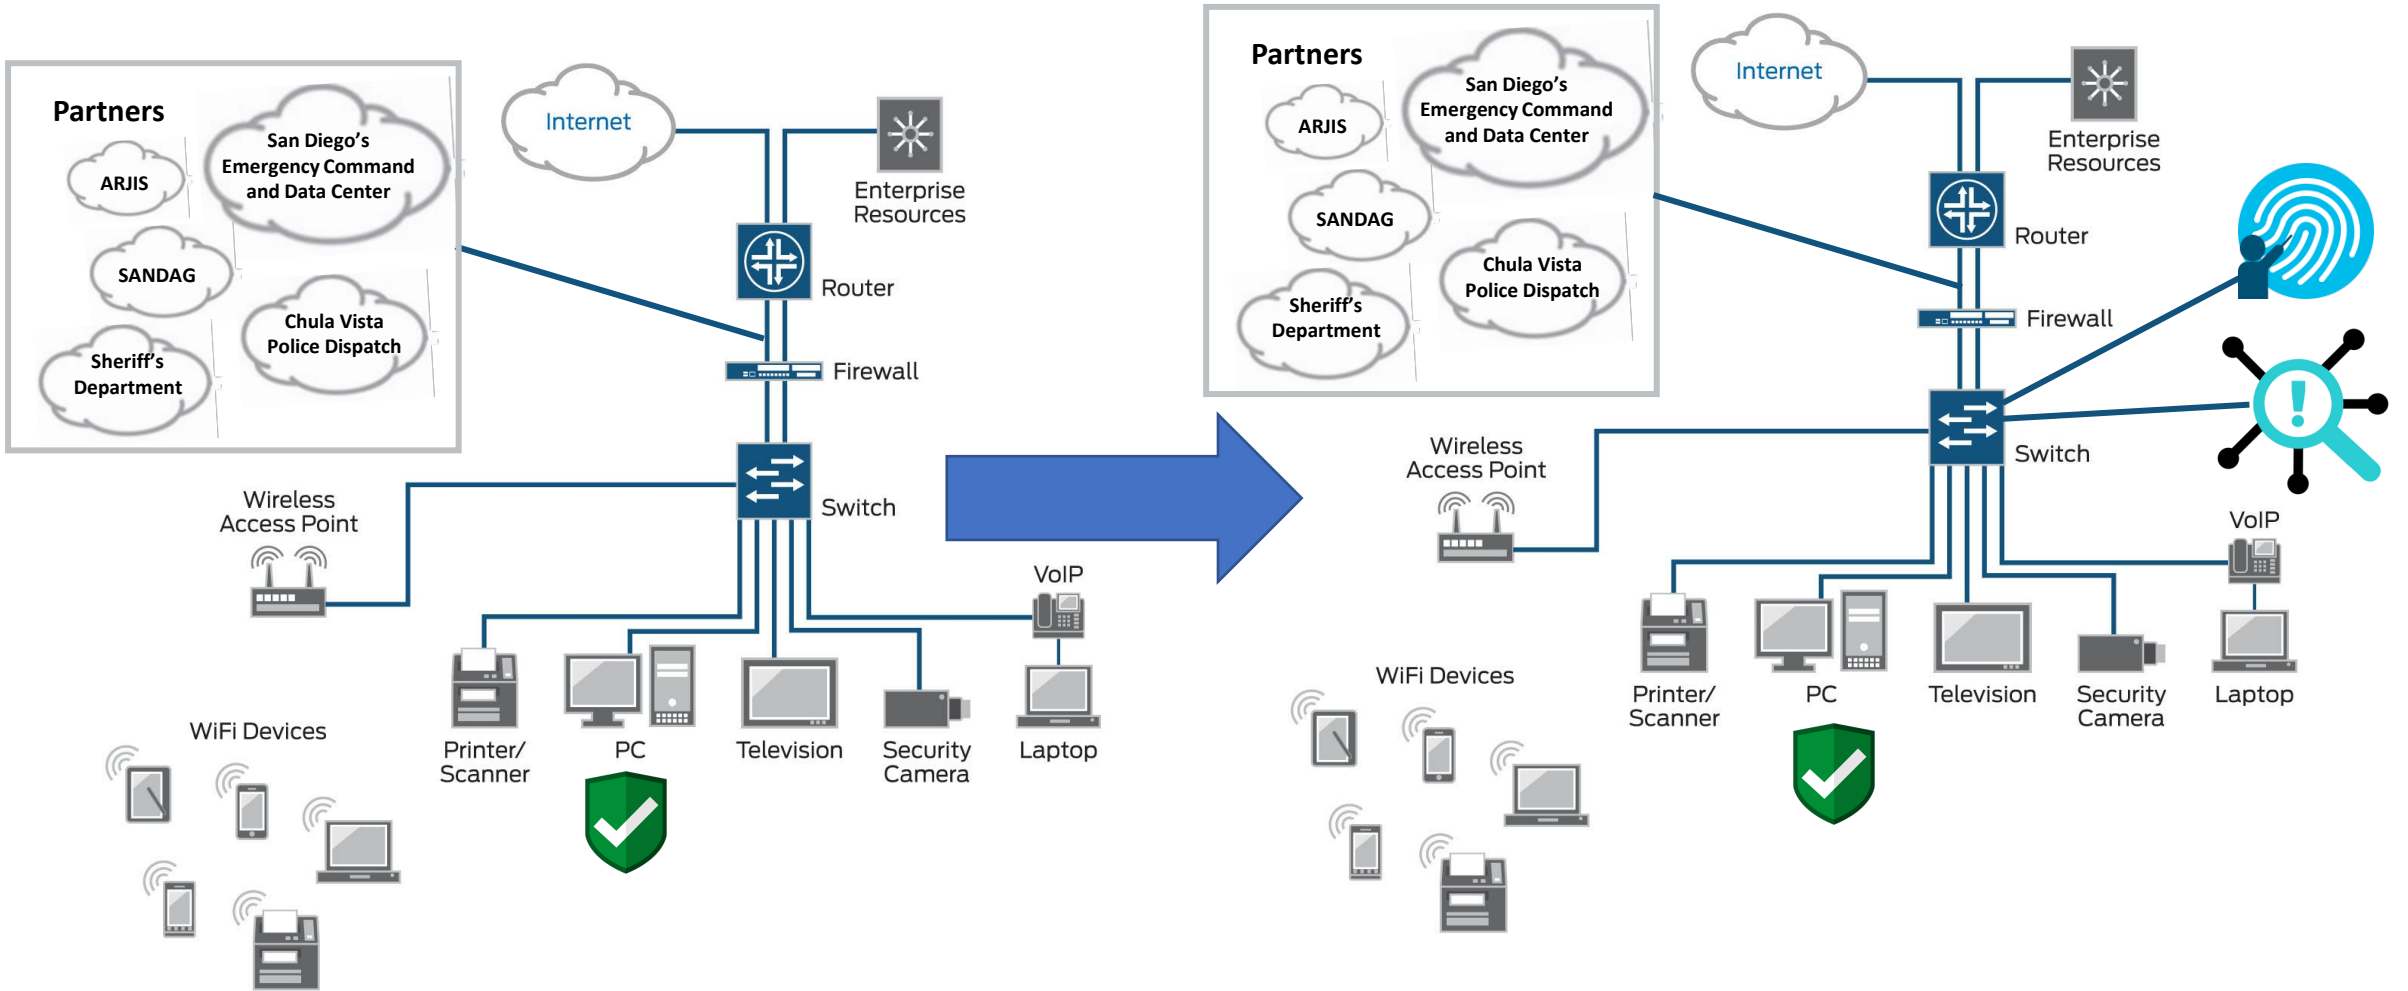 Partners
San Diego's
Emergency Command
and Data Center
ARJIS
SANDAG
Chula Vista
Police Dispatch
Sheriff's
Department
Internet
Enterprise
Resources
Router
Firewall
Switch
Wireless
Access Point
VoIP
WiFi Devices
Printer/
Scanner
PC
Television
Security
Camera
Laptop
Partners
San Diego's
Emergency Command
and Data Center
ARJIS
SANDAG
Chula Vista
Police Dispatch
Sheriff's
Department
Internet
Enterprise
Resources
Router
Firewall
Switch
Wireless
Access Point
VoIP
WiFi Devices
Printer/
Scanner
PC
Television
Security
Camera
Laptop